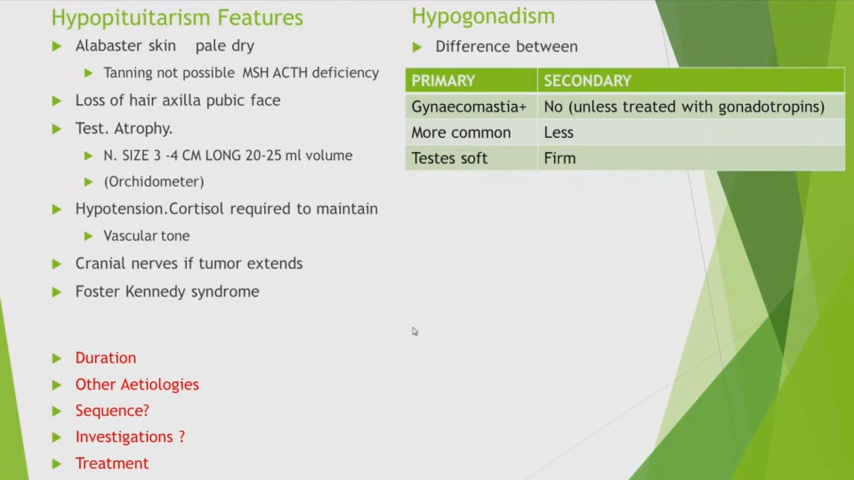 Hypopituitarism Features
Alabaster skin pale dry
Tanning not possible MSH ACTH deficiency
Loss of hair axilla pubic face
Test. Atrophy.
N. SIZE 3 -4 CM LONG 20-25 ml volume
(Orchidometer)
Hypotension.Cortisol required to maintain
Vascular tone
Cranial nerves if tumor extends
Foster Kennedy syndrome
Duration
Other Aetiologies
Sequence?
Investigations ?
Treatment
Hypogonadism
Difference between
PRIMARY SECONDARY
Gynaecomastia+ No (unless treated with gonadotropins)
More common Less
Testes soft Firm